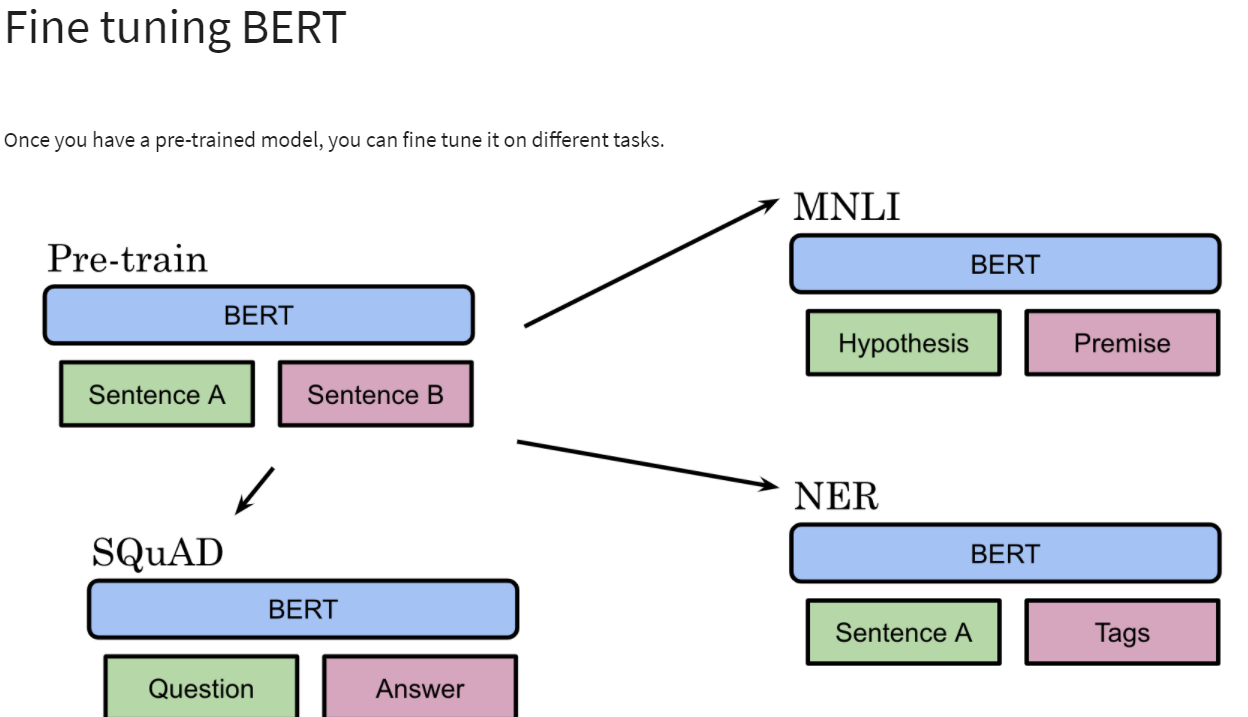 Fine tuning BERT
Once you have a pre-trained model, you can fine tune it on different tasks.
Pre-train
BERT
Sentence A
Sentence B
MNLI
BERT
Hypothesis
Premise
SQuAD
BERT
Question
Answer
NER
BERT
Sentence A
Tags